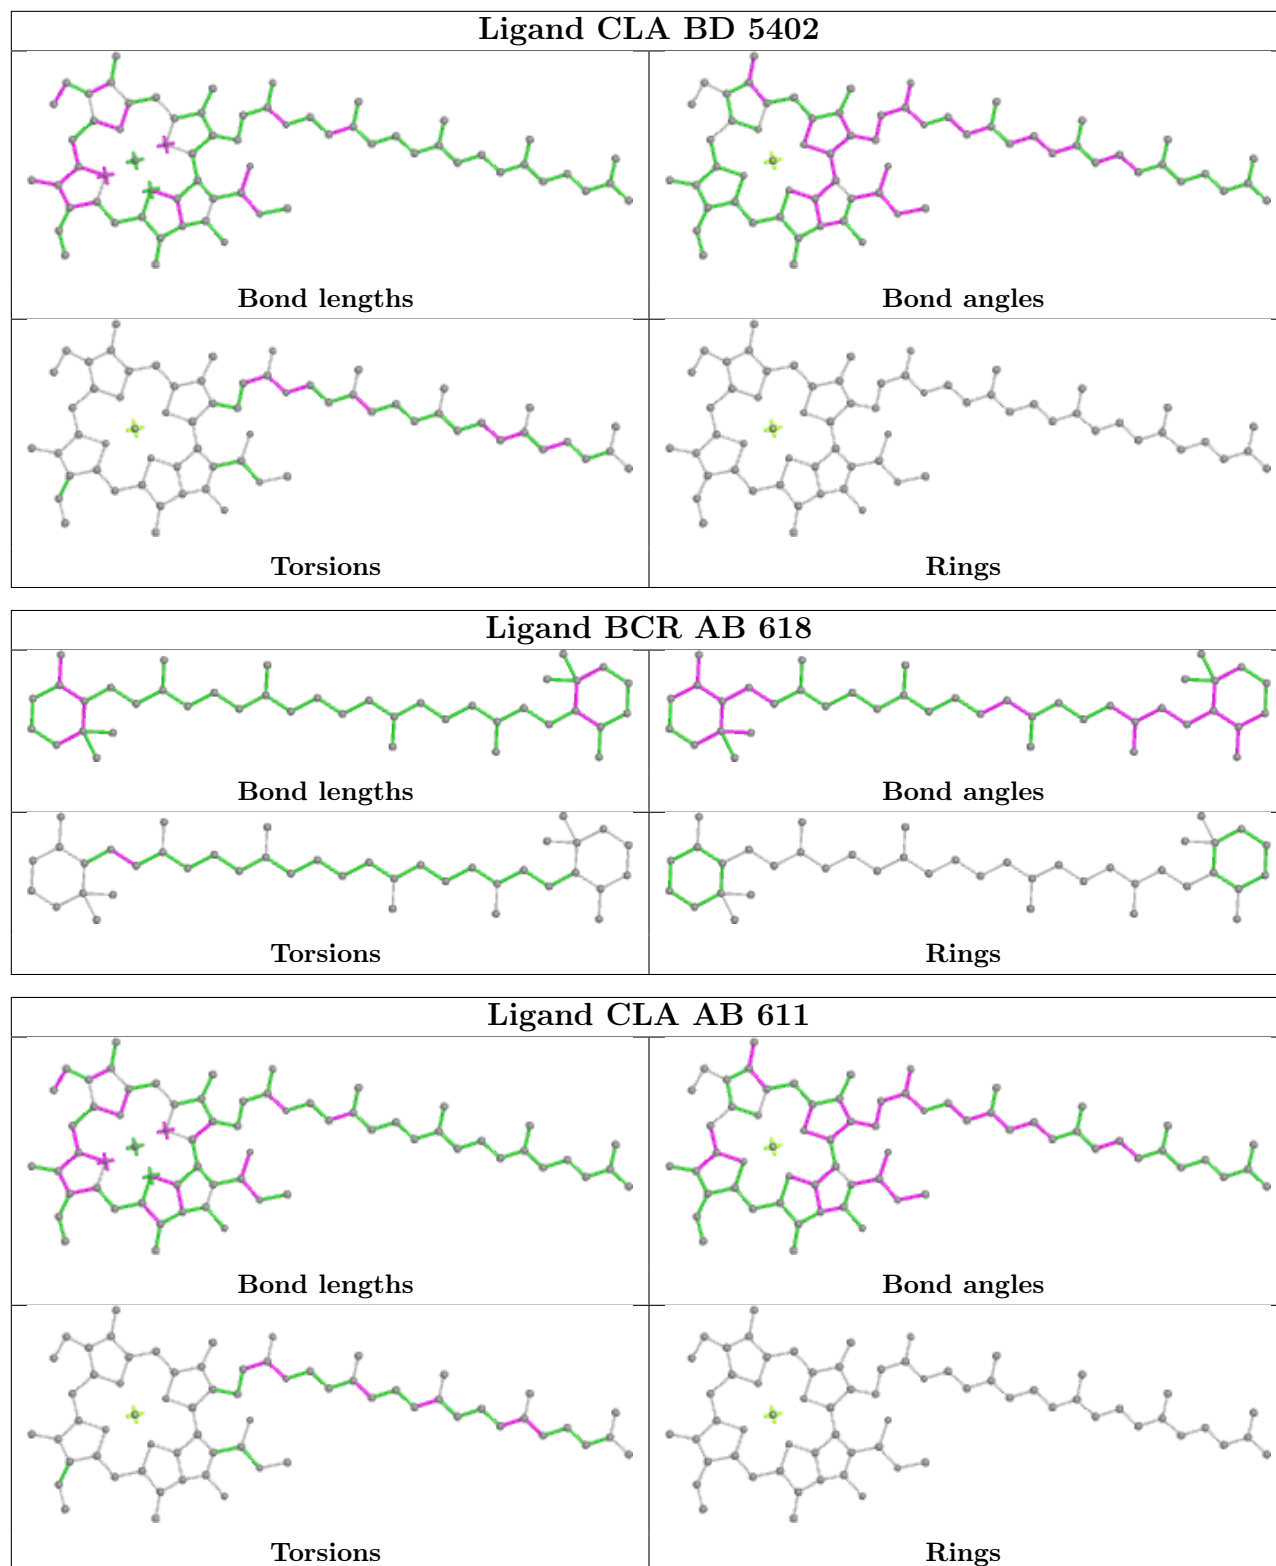 Ligand CLA BD 5402
Bond lengths
Bond angles
Torsions
Rings
Ligand BCR AB 618
Bond lengths
Bond angles
Torsions
Rings
Ligand CLA AB 611
Bond lengths
Bond angles
Torsions
Rings